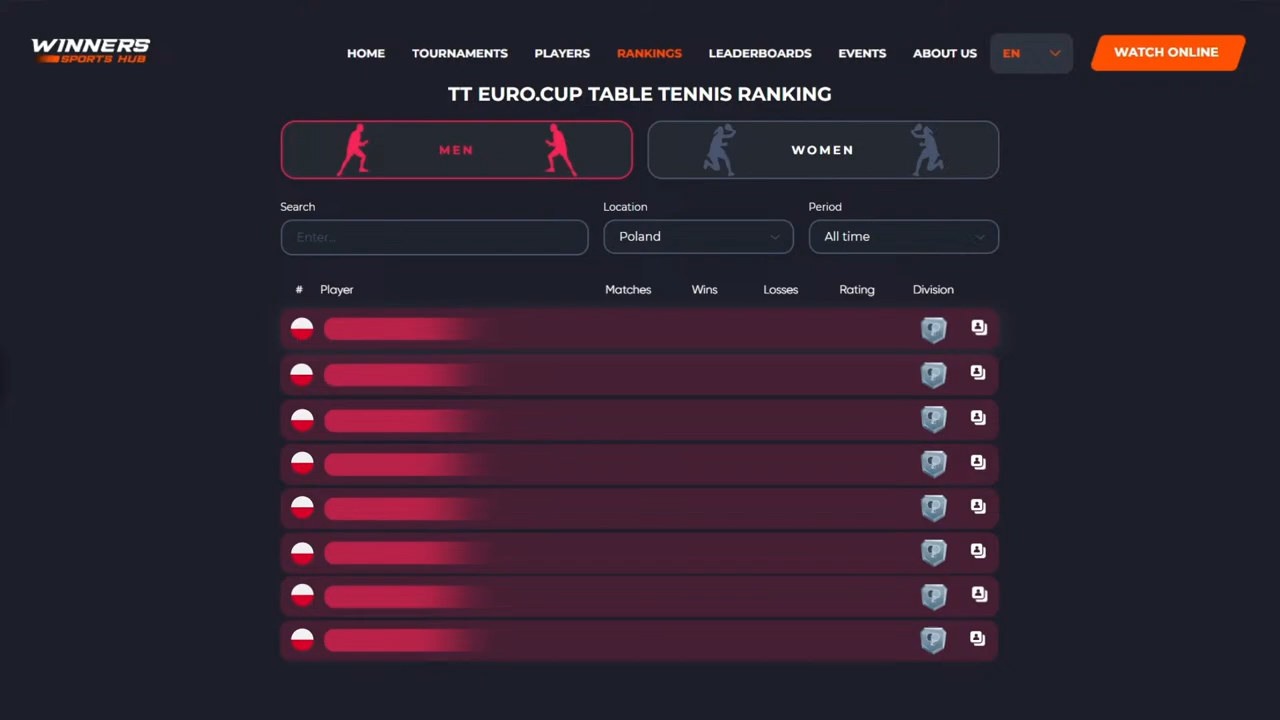 WINNERS
SPORTS HUB
HOME TOURNAMENTS PLAYERS RANKINGS LEADERBOARDS EVENTS ABOUT US EN WATCH ONLINE
TT EURO.CUP TABLE TENNIS RANKING
MEN WOMEN
Search Location Period
Enter... Poland All time
# Player Matches Wins Losses Rating Division